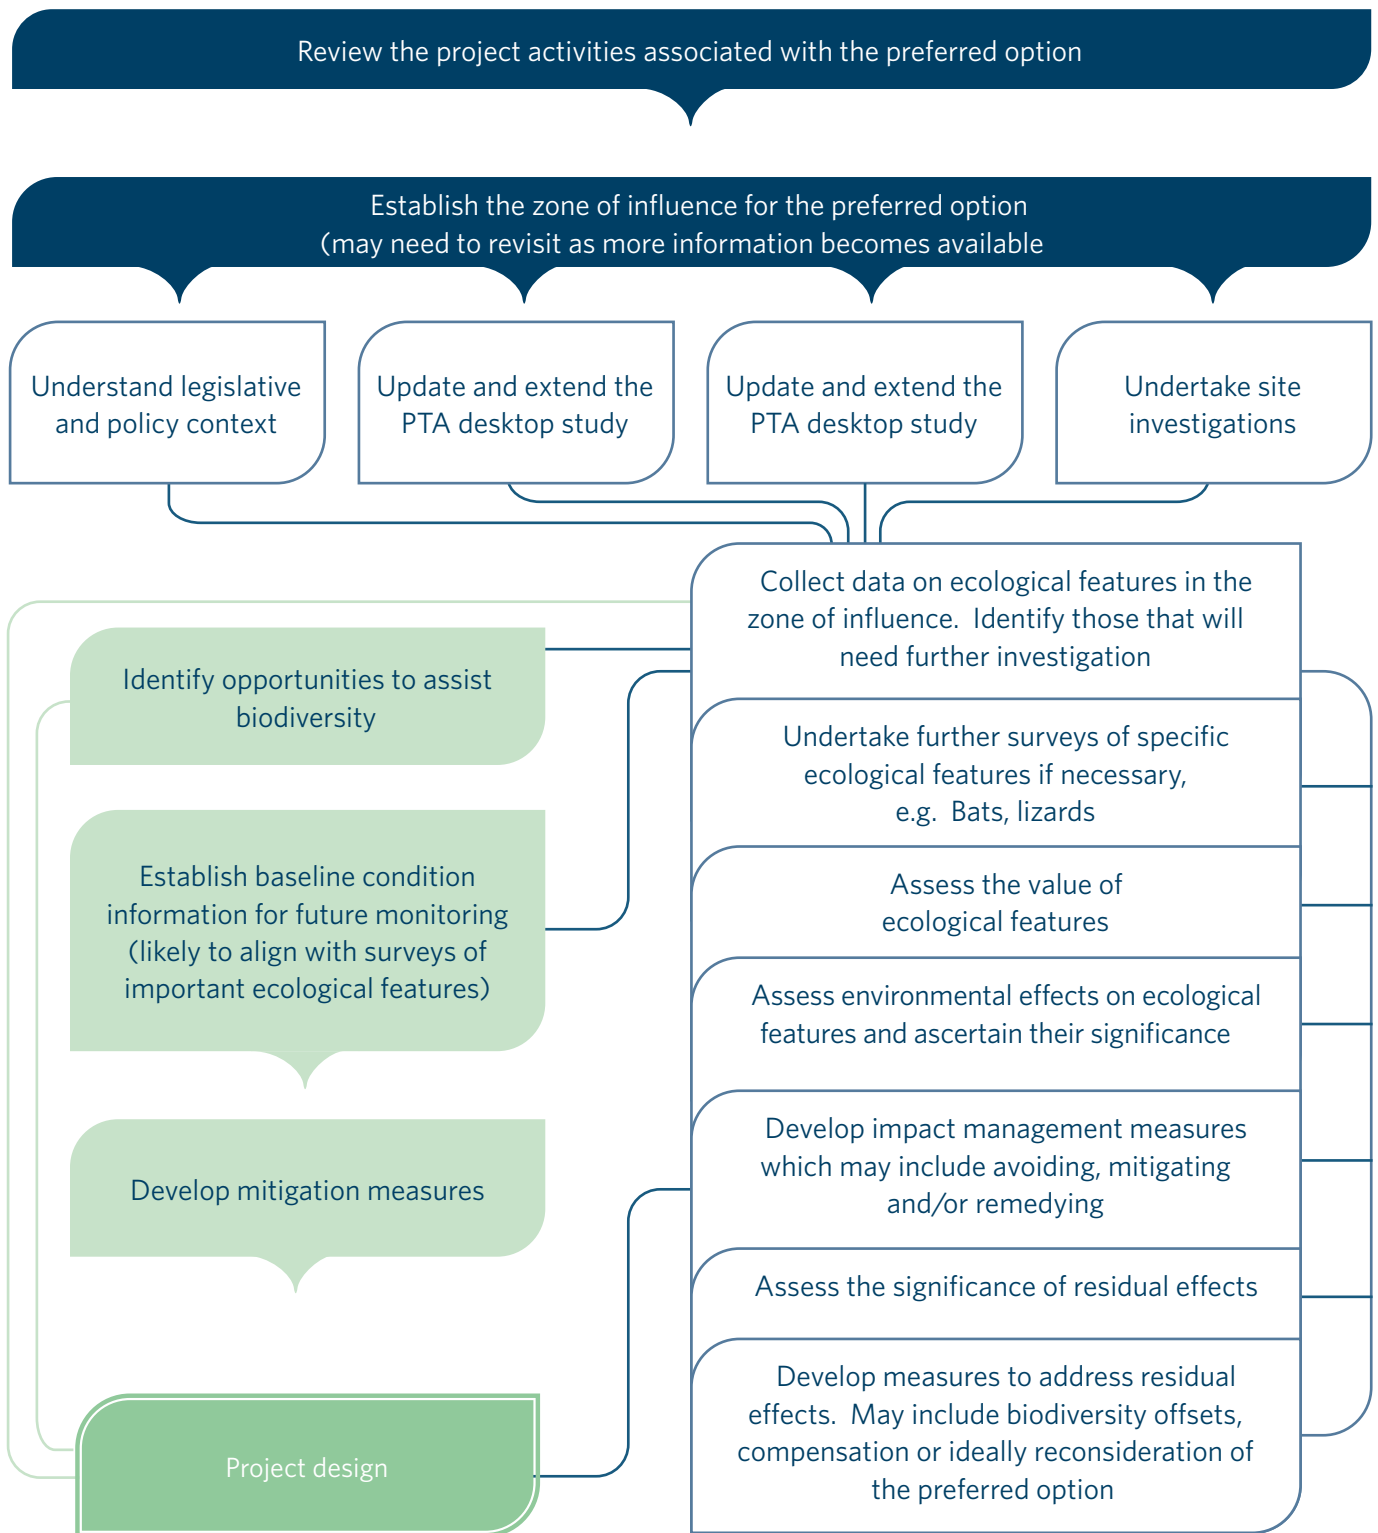 Review the project activities associated with the preferred option
Establish the zone of influence for the preferred option
(may need to revisit as more information becomes available
Understand legislative
and policy context
Update and extend the
PTA desktop study
Update and extend the
PTA desktop study
Undertake site
investigations
Collect data on ecological features in the
zone of influence. Identify those that will
need further investigation
Identify opportunities to assist
biodiversity
Undertake further surveys of specific
ecological features if necessary,
e.g. Bats, lizards
Establish baseline condition
information for future monitoring
(likely to align with surveys of
important ecological features)
Assess the value of
ecological features
Assess environmental effects on ecological
features and ascertain their significance
Develop mitigation measures
Develop impact management measures
which may include avoiding, mitigating
and/or remedying
Assess the significance of residual effects
Project design
Develop measures to address residual
effects. May include biodiversity offsets,
compensation or ideally reconsideration of
the preferred option